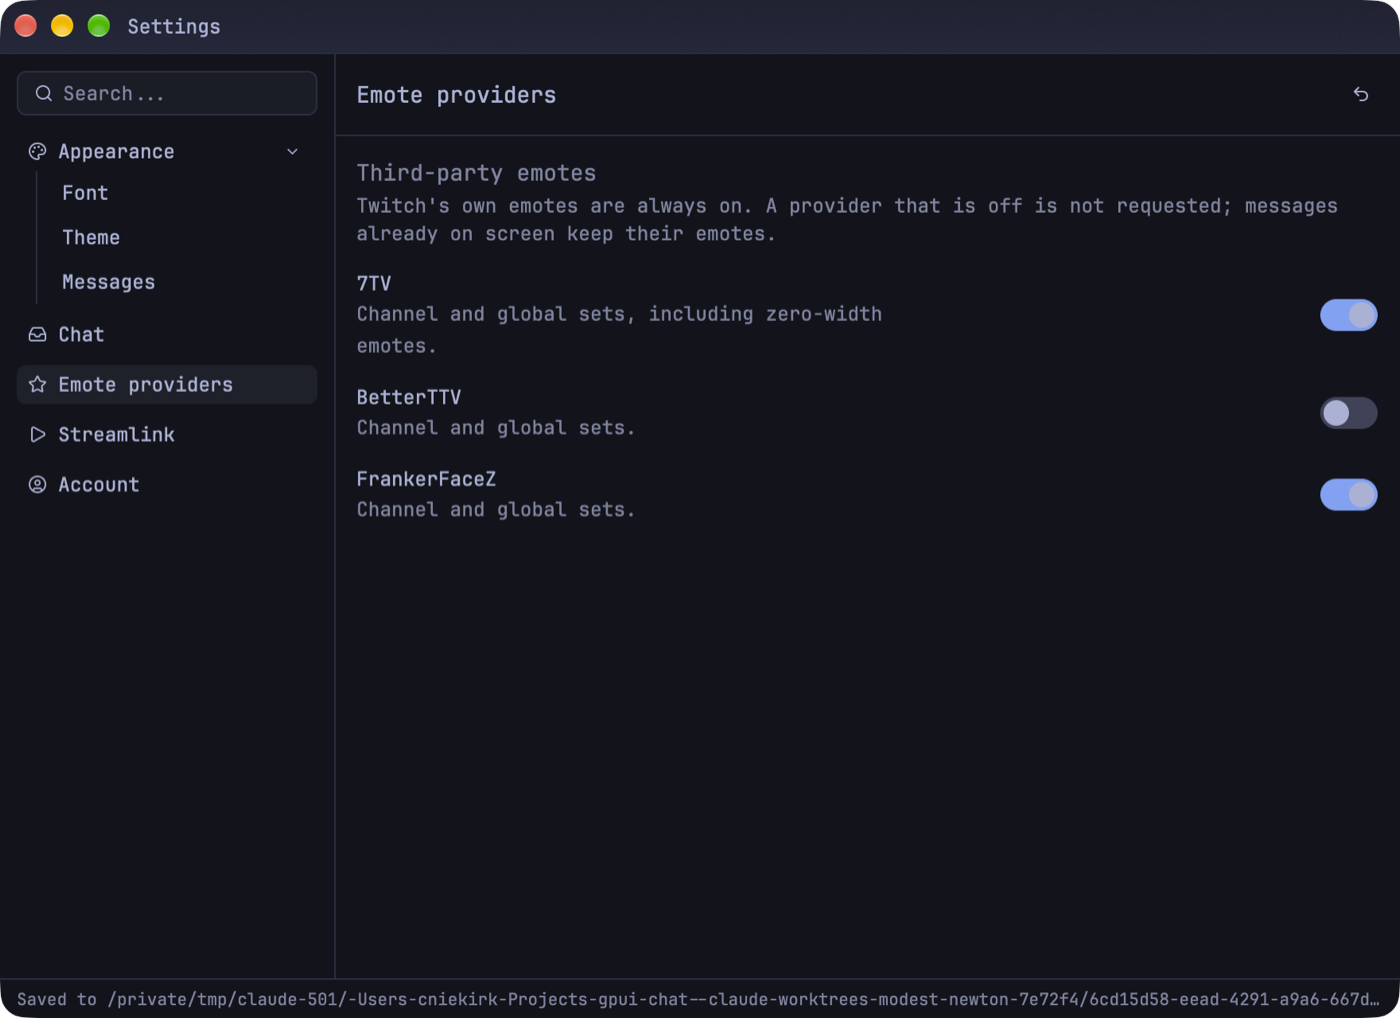 Settings
Search...
Appearance
Font
Theme
Messages
Chat
Emote providers
Streamlink
Account
Emote providers
Third-party emotes
Twitch's own emotes are always on. A provider that is off is not requested; messages
already on screen keep their emotes.
7TV
Channel and global sets, including zero-width
emotes.
BetterTTV
Channel and global sets.
FrankerFaceZ
Channel and global sets.
Saved to /private/tmp/claude-501/-Users-cniekirk-Projects-gpui-chat--claude-worktrees-modest-newton-7e72f4/6cd15d58-eead-4291-a9a6-667d…